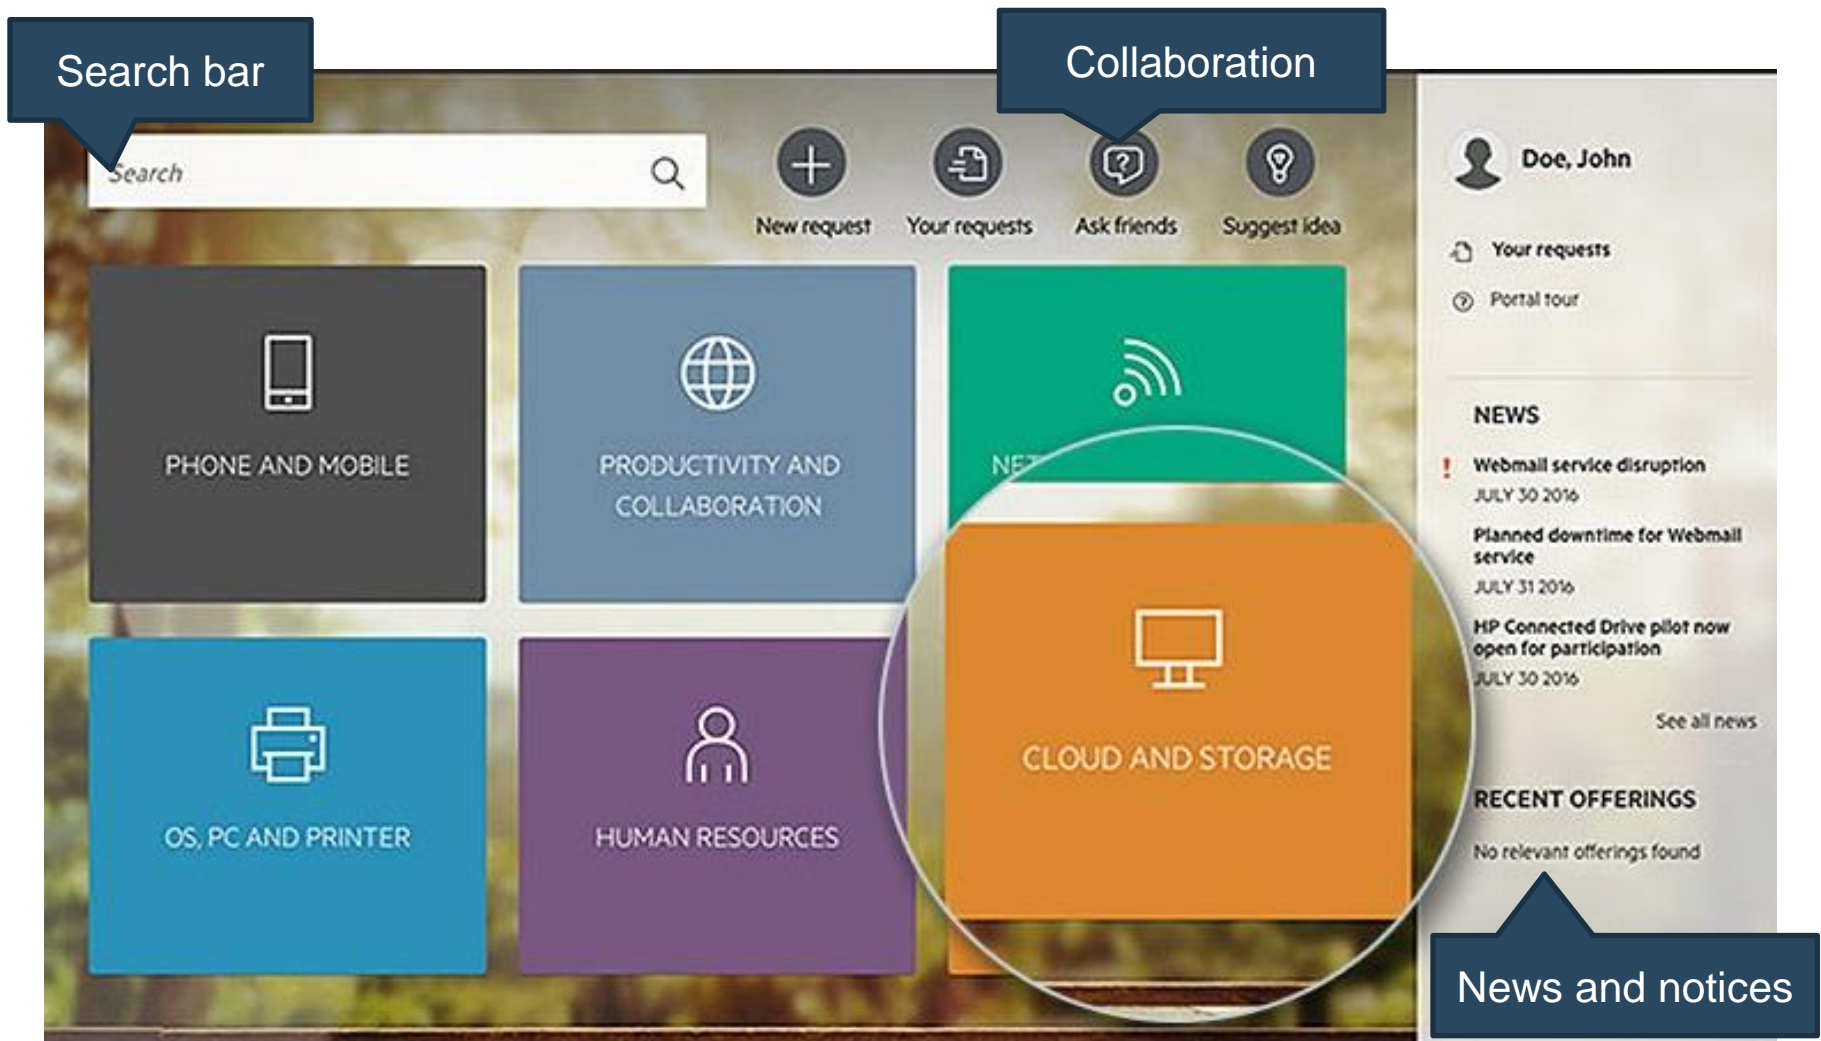 Search bar
Collaboration
Search
New request
Your requests
Ask friends
Suggest idea
Doe, John
Your requests
Portal tour
PHONE AND MOBILE
PRODUCTIVITY AND
COLLABORATION
NET
OS, PC AND PRINTER
HUMAN RESOURCES
CLOUD AND STORAGE
NEWS
! Webmail service disruption
JULY 30 2016
Planned downtime for Webmail
service
JULY 31 2016
HP Connected Drive pilot now
open for participation
JULY 30 2016
See all news
RECENT OFFERINGS
No relevant offerings found
News and notices